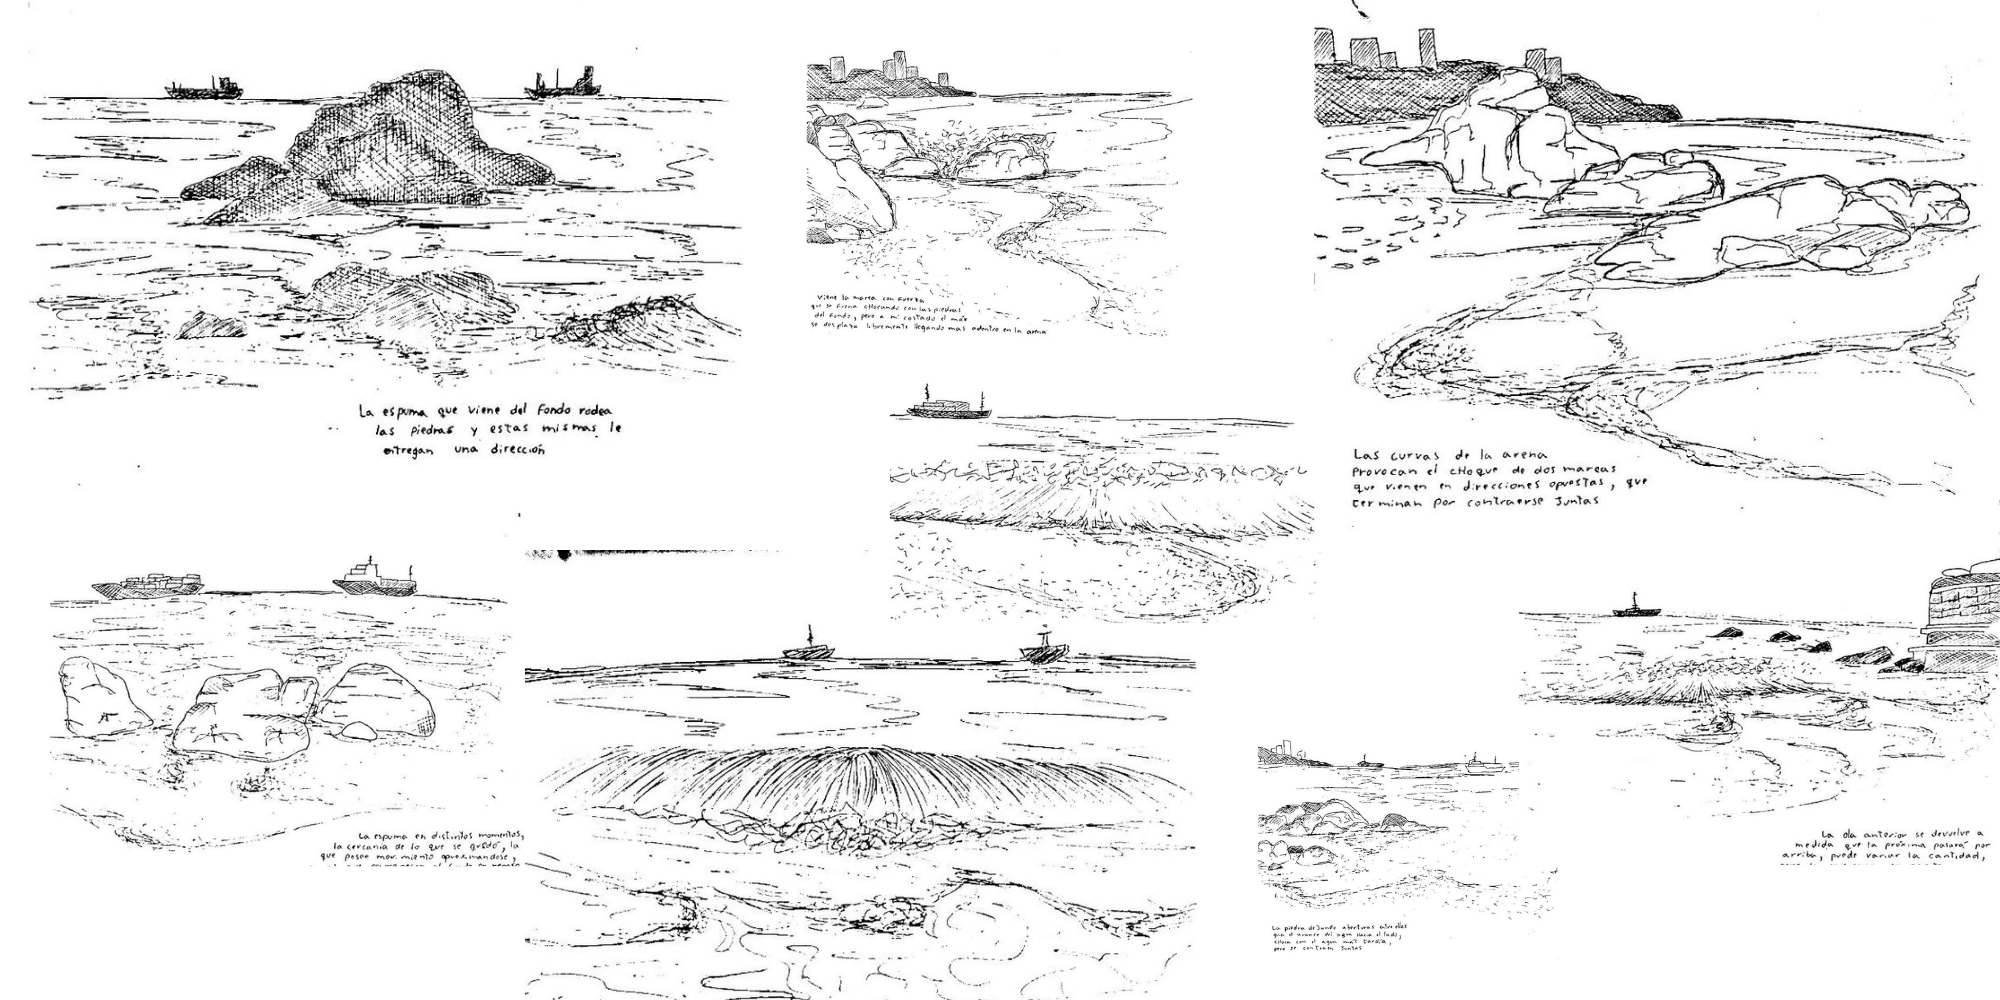 La espuma que viene del fondo rodea
las piedras y estas mismas le
entregan una dirección
Viene la marea con fuerza
que se frena chocando con las piedras
del fondo, pero a mi costado el mar
se desplaza libremente llegando mas adentro en la arena
Las curvas de la arena
provocan el choque de dos mareas
que vienen en direcciones opuestas, que
terminan por contraerse juntas
La espuma en distintos momentos,
la cercania de lo que se quedó, la
que posee movimiento aproximandose,
La ola anterior se devuelve a
medida que la próxima pasará por
arriba, puede variar la cantidad,
La piedra dejando aberturas entre ellas
el avance del agua hacia el lado,
choca con el agua más tardía,
pero se contraen juntas